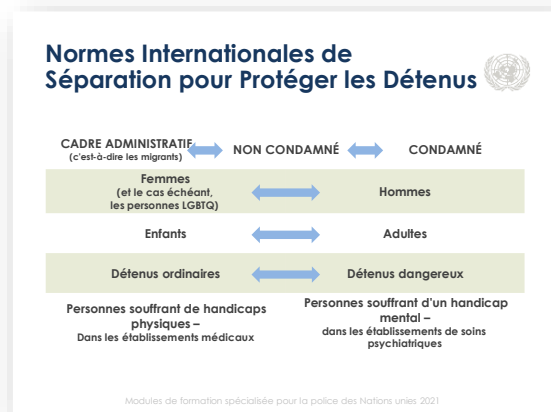 Normes Internationales de
Séparation pour Protéger les Détenus
CADRE ADMINISTRATIF
(c'est-à-dire les migrants)
NON CONDAMNÉ
CONDAMNÉ
Femmes
(et le cas échéant,
les personnes LGBTQ)
Hommes
Enfants
Adultes
Détenus ordinaires
Détenus dangereux
Personnes souffrant de handicaps
physiques –
Dans les établissements médicaux
Personnes souffrant d'un handicap
mental –
dans les établissements de soins
psychiatriques
Modules de formation spécialisée pour la police des Nations unies 2021